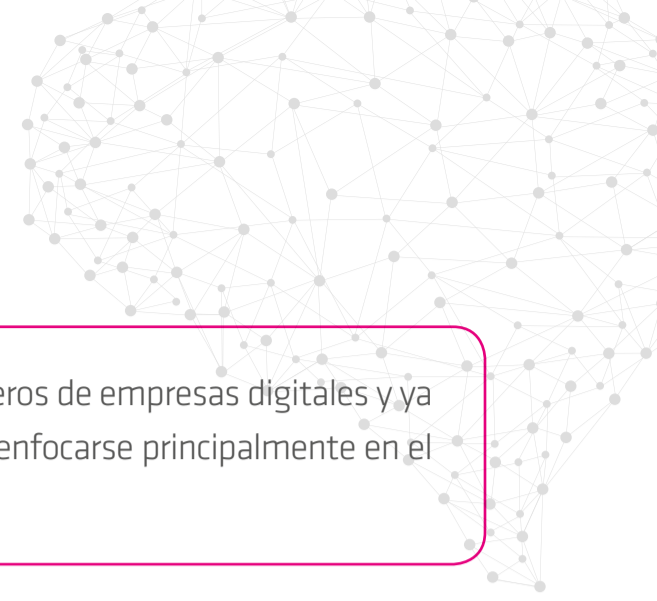 eros de empresas digitales y ya
enfocarse principalmente en el